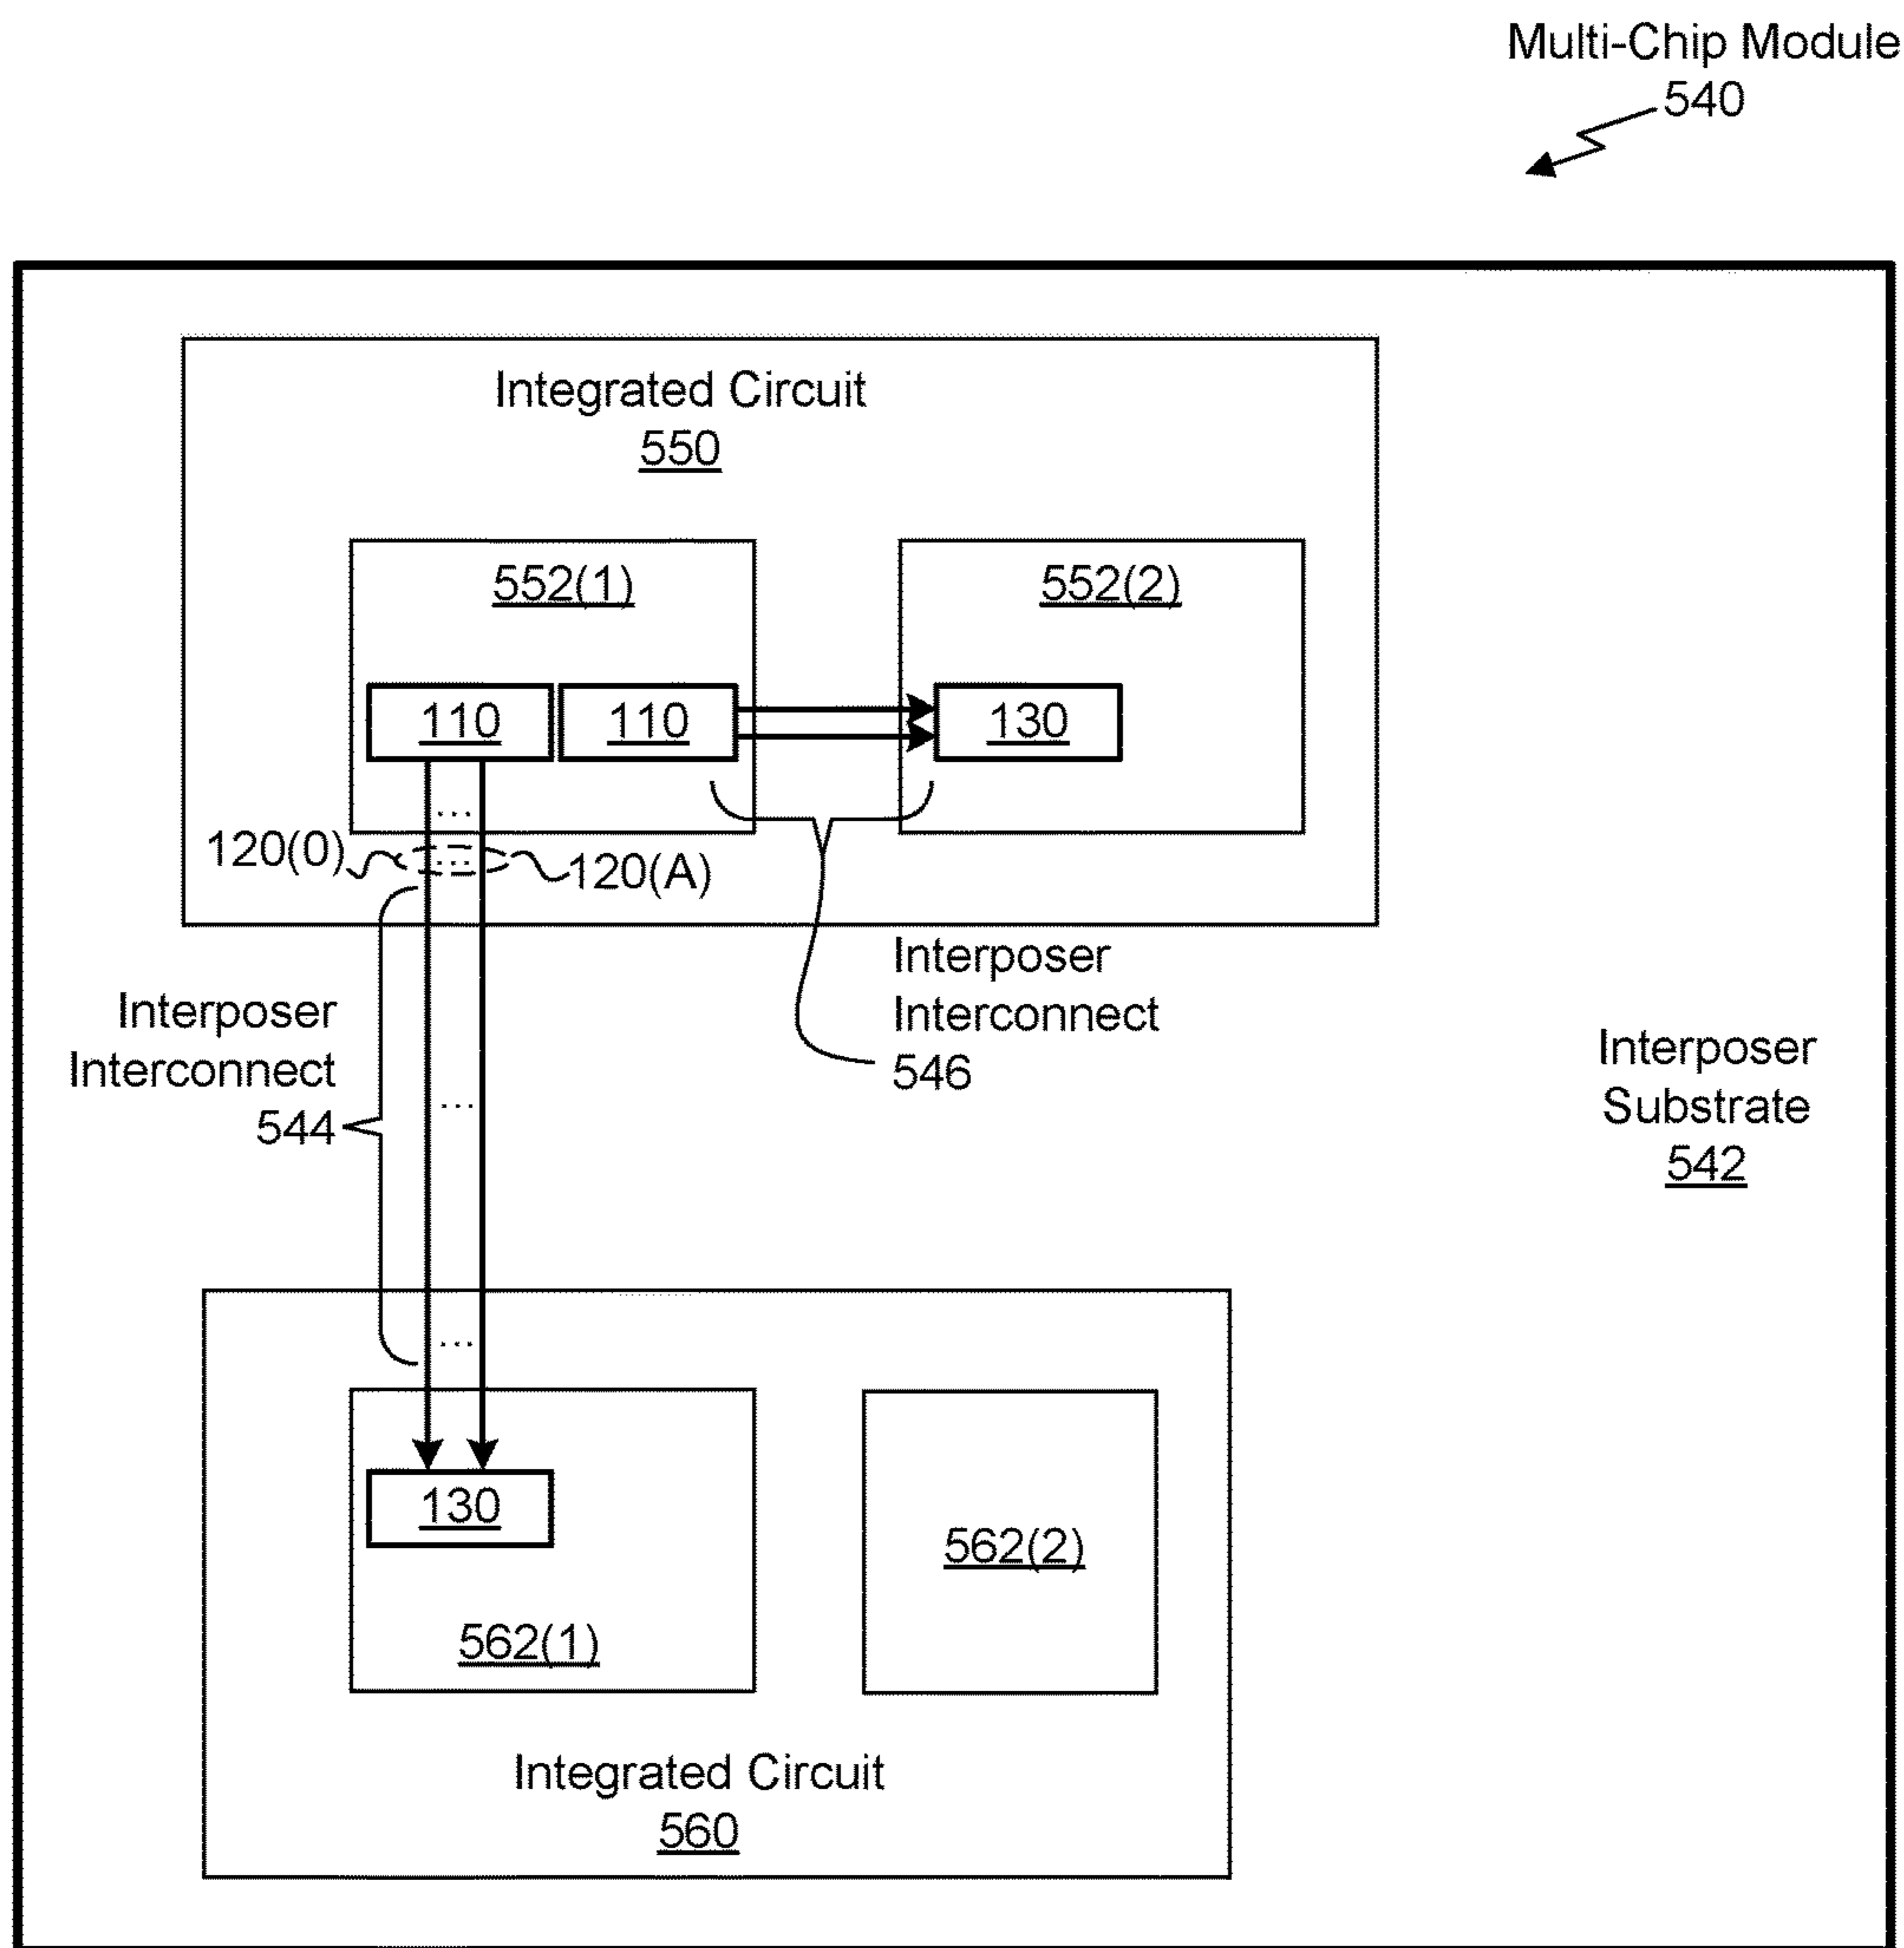 Multi-Chip Module
540
Integrated Circuit
550
552(1)
552(2)
110
110
130
...
120(0)
...
120(A)
Interposer
Interconnect
546
Interposer
Interconnect
544
...
Interposer
Substrate
542
...
130
562(2)
562(1)
Integrated Circuit
560